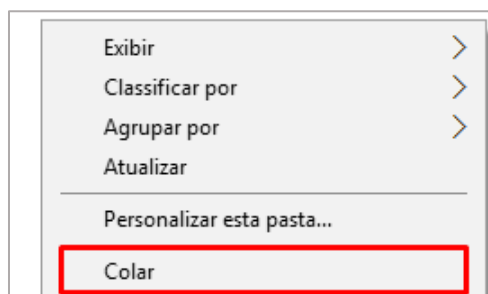 Exibir
Classificar por
Agrupar por
Atualizar
Personalizar esta pasta...
Colar